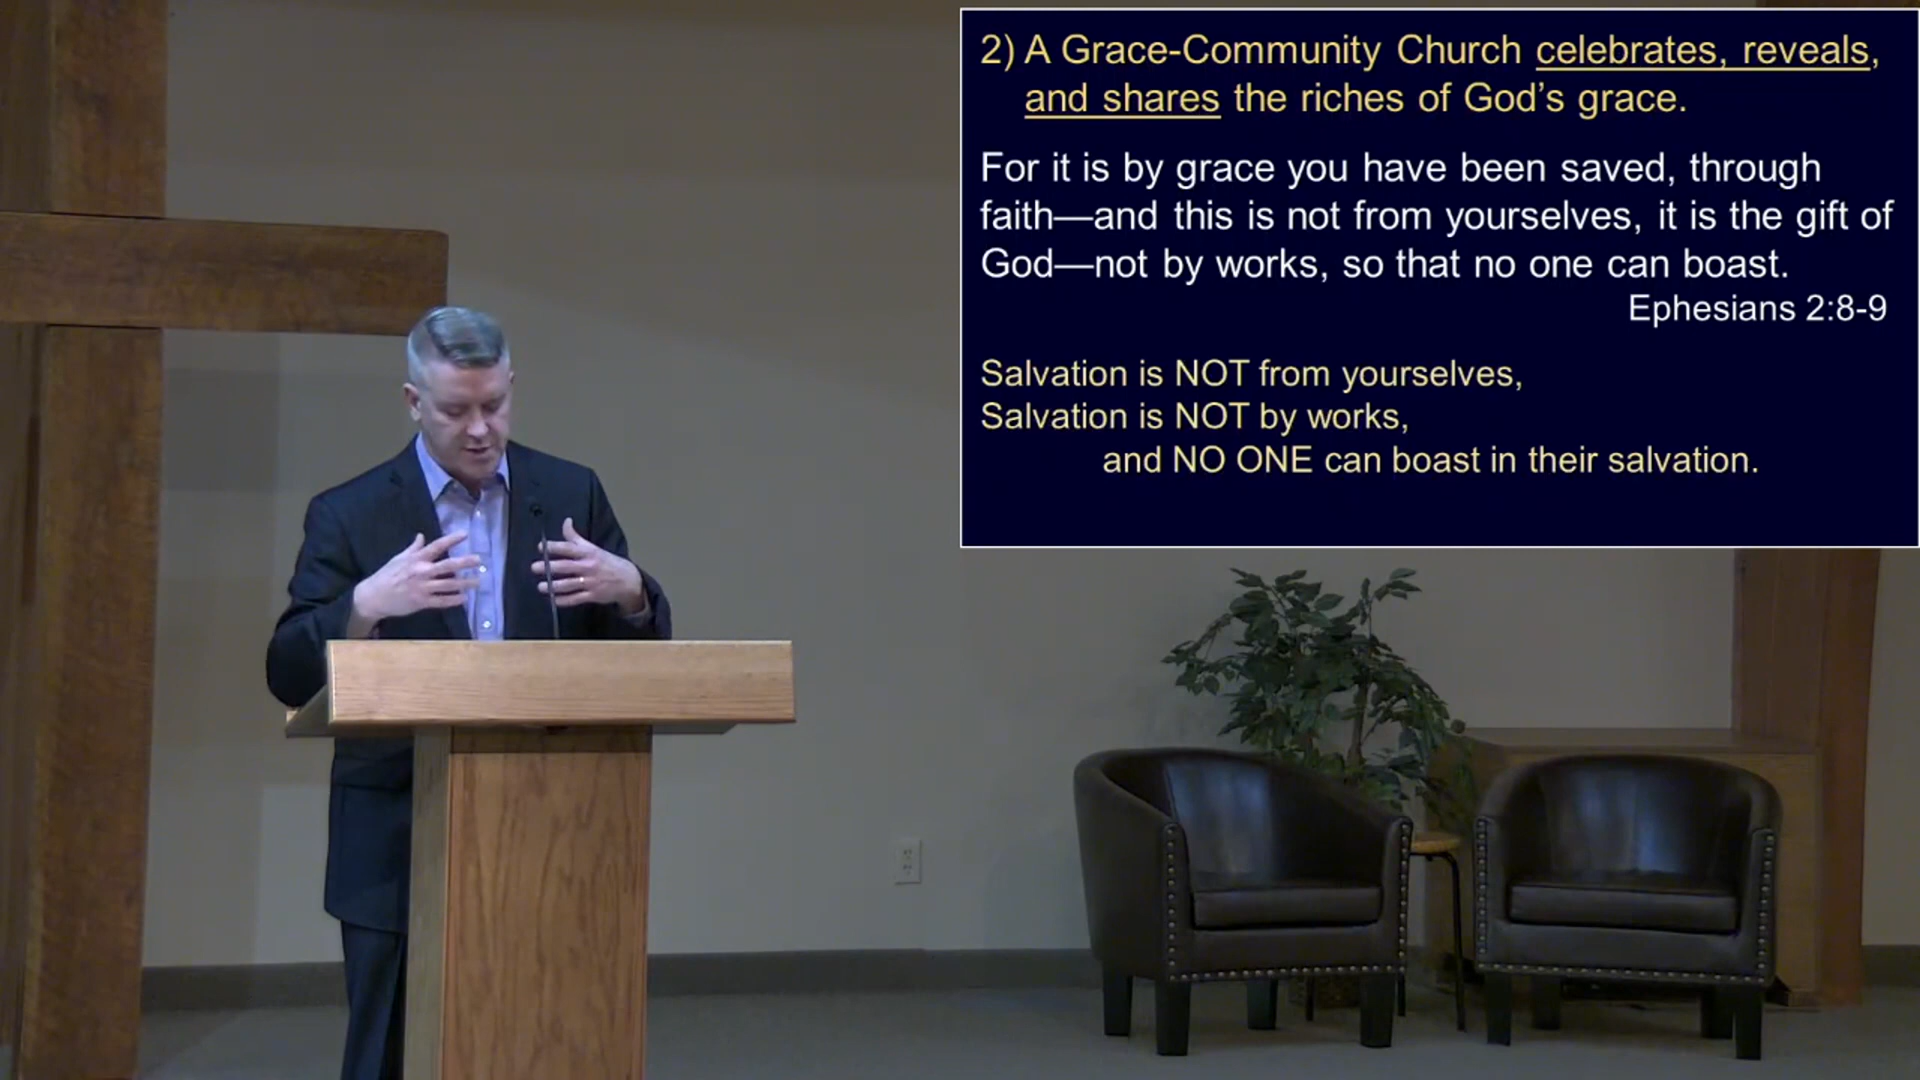 2) A Grace-Community Church celebrates, reveals,
and shares the riches of God’s grace.
For it is by grace you have been saved, through
faith—and this is not from yourselves, it is the gift of
God—not by works, so that no one can boast.
Ephesians 2:8-9
Salvation is NOT from yourselves,
Salvation is NOT by works,
and NO ONE can boast in their salvation.